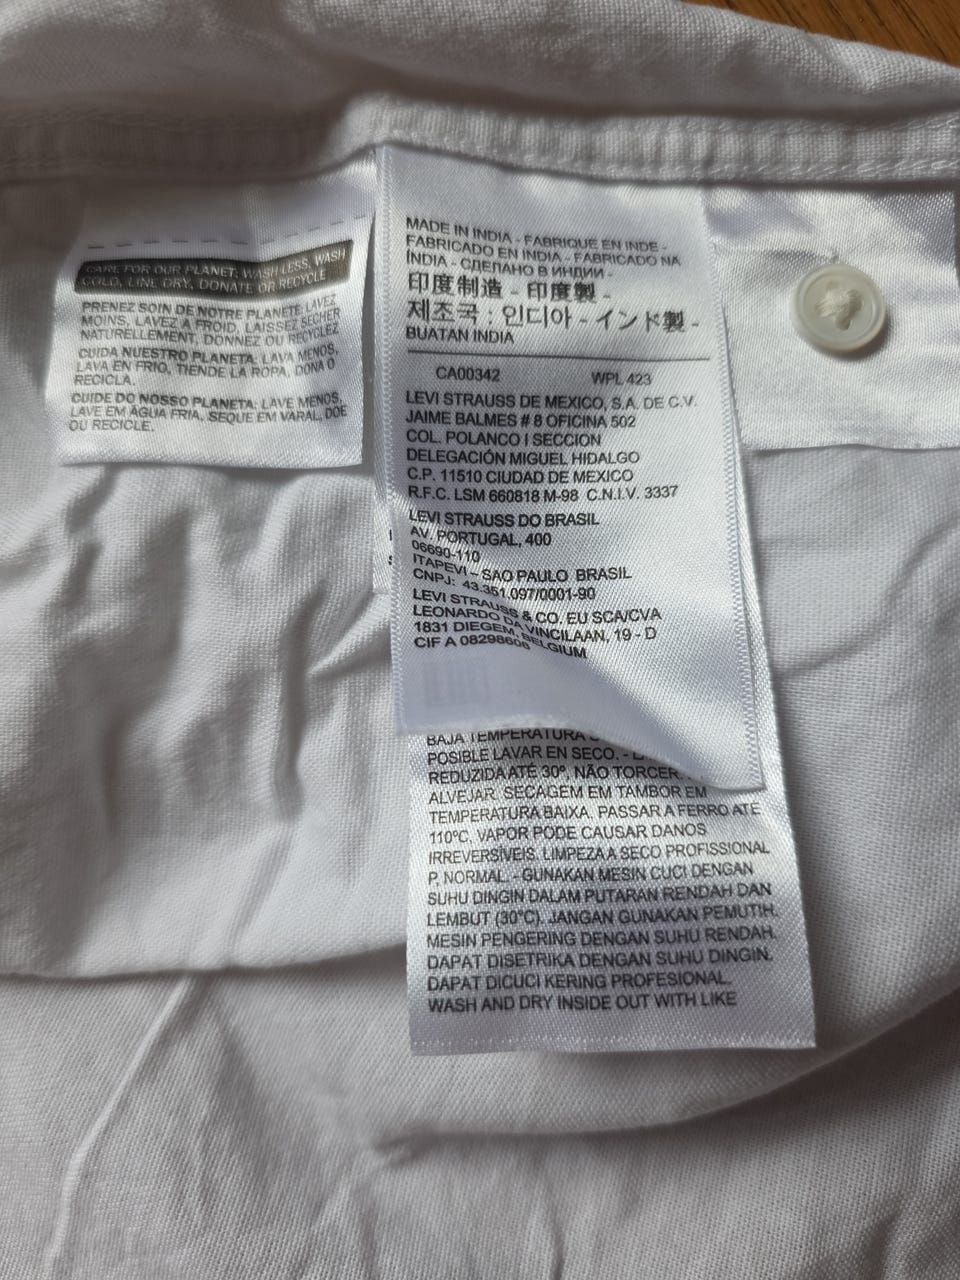 CARE FOR OUR PLANET: WASH LESS, WASH
COLD, LINE DRY, DONATE OR RECYCLE
PRENEZ SOIN DE NOTRE PLANETE LAVEZ
MOINS, LAVEZ A FROID, LAISSEZ SECHER
NATURELLEMENT, DONNEZ OU RECYCLEZ
CUIDA NUESTRO PLANETA: LAVA MENOS,
LAVA EN FRIO, TIENDE LA ROPA, DONA O
RECICLA.
CUIDE DO NOSSO PLANETA: LAVE MENOS,
LAVE EM ÁGUA FRIA, SEQUE EM VARAL, DOE
OU RECICLE.
MADE IN INDIA - FABRIQUE EN INDE -
FABRICADO EN INDIA - FABRICADO NA
ÍNDIA - СДЕЛАНО В ИНДИИ -
印度制造 - 印度製 -
제조국 : 인디아 - インド製 -
BUATAN INDIA
CA00342 WPL 423
LEVI STRAUSS DE MEXICO, S.A. DE C.V.
JAIME BALMES # 8 OFICINA 502
COL. POLANCO I SECCION
DELEGACIÓN MIGUEL HIDALGO
C.P. 11510 CIUDAD DE MEXICO
R.F.C. LSM 660818 M-98 C.N.I.V. 3337
LEVI STRAUSS DO BRASIL
AV. PORTUGAL, 400
06690-110
ITAPEVI – SAO PAULO BRASIL
CNPJ: 43.351.097/0001-90
LEVI STRAUSS & CO. EU SCA/CVA
LEONARDO DA VINCILAAN, 19 - D
1831 DIEGEM, BELGIUM
CIF A 08298606
BAJA TEMPERATURA
POSIBLE LAVAR EN SECO. -
REDUZIDA ATÉ 30º, NÃO TORCER.
ALVEJAR. SECAGEM EM TAMBOR EM
TEMPERATURA BAIXA. PASSAR A FERRO ATE
110ºC, VAPOR PODE CAUSAR DANOS
IRREVERSÍVEIS. LIMPEZA A SECO PROFISSIONAL
P, NORMAL. - GUNAKAN MESIN CUCI DENGAN
SUHU DINGIN DALAM PUTARAN RENDAH DAN
LEMBUT (30°C). JANGAN GUNAKAN PEMUTIH.
MESIN PENGERING DENGAN SUHU RENDAH.
DAPAT DISETRIKA DENGAN SUHU DINGIN.
DAPAT DICUCI KERING PROFESIONAL.
WASH AND DRY INSIDE OUT WITH LIKE